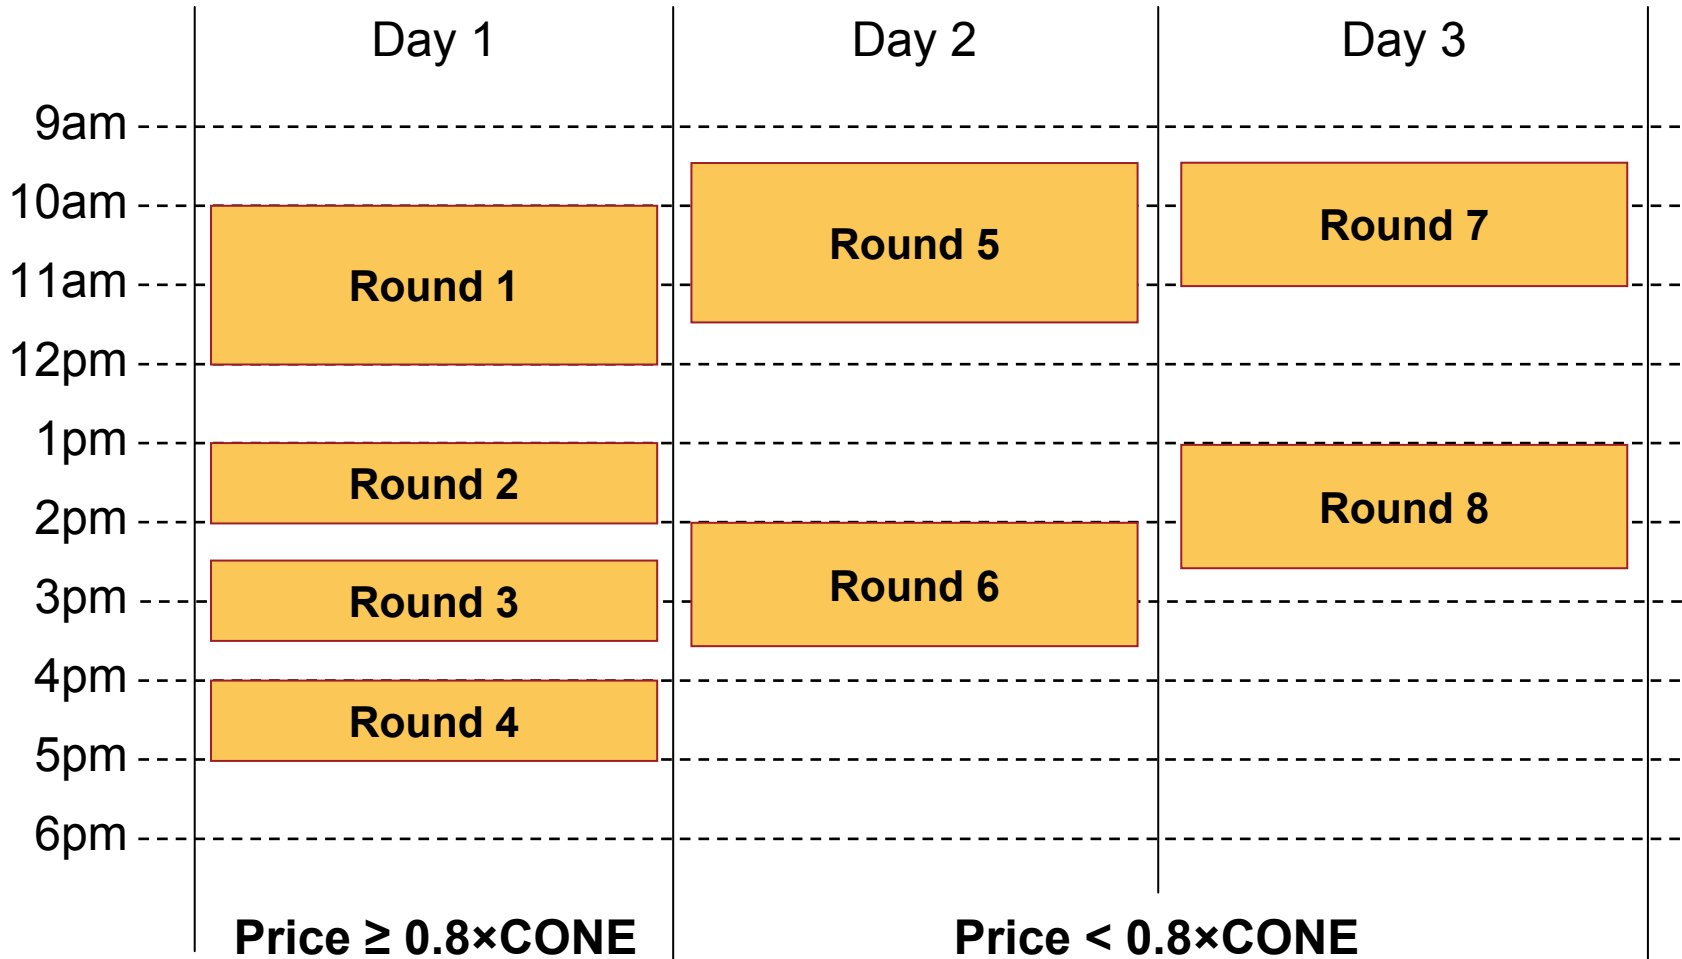 Day 1
Day 2
Day 3
9am
10am
11am
12pm
1pm
2pm
3pm
4pm
5pm
6pm
Round 1
Round 2
Round 3
Round 4
Round 5
Round 6
Round 7
Round 8
Price ≥ 0.8×CONE
Price < 0.8×CONE